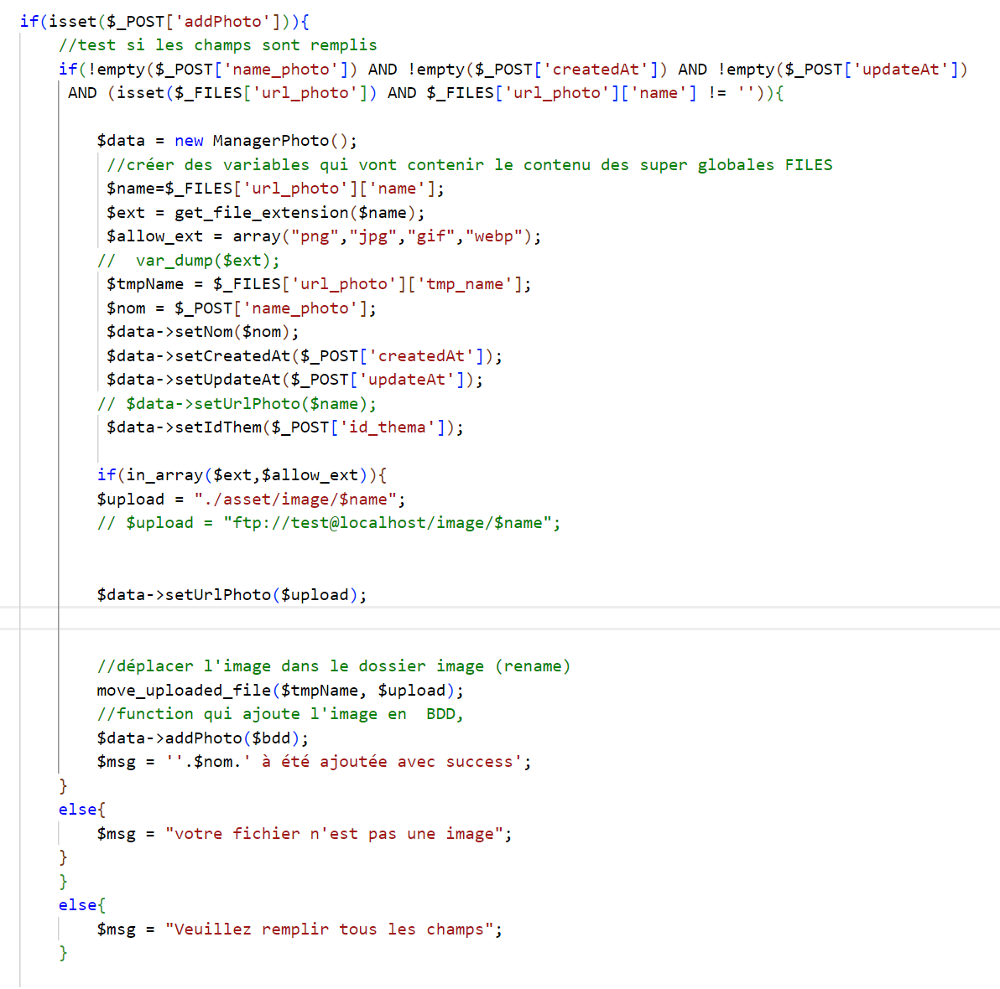 if(isset($_POST['addPhoto'])){
//test si les champs sont remplis
if(!empty($_POST['name_photo']) AND !empty($_POST['createdAt']) AND !empty($_POST['updateAt'])
AND (isset($_FILES['url_photo']) AND $_FILES['url_photo']['name'] != '')){
$data = new ManagerPhoto();
//créer des variables qui vont contenir le contenu des super globales FILES
$name=$_FILES['url_photo']['name'];
$ext = get_file_extension($name);
$allow_ext = array("png","jpg","gif","webp");
//  var_dump($ext);
$tmpName = $_FILES['url_photo']['tmp_name'];
$nom = $_POST['name_photo'];
$data->setNom($nom);
$data->setCreatedAt($_POST['createdAt']);
$data->setUpdateAt($_POST['updateAt']);
// $data->setUrlPhoto($name);
$data->setIdThem($_POST['id_thema']);
if(in_array($ext,$allow_ext)){
$upload = "./asset/image/$name";
// $upload = "ftp://test@localhost/image/$name";
$data->setUrlPhoto($upload);
//déplacer l'image dans le dossier image (rename)
move_uploaded_file($tmpName, $upload);
//function qui ajoute l'image en  BDD,
$data->addPhoto($bdd);
$msg = ''.$nom.' à été ajoutée avec success';
}
else{
$msg = "votre fichier n'est pas une image";
}
}
else{
$msg = "Veuillez remplir tous les champs";
}